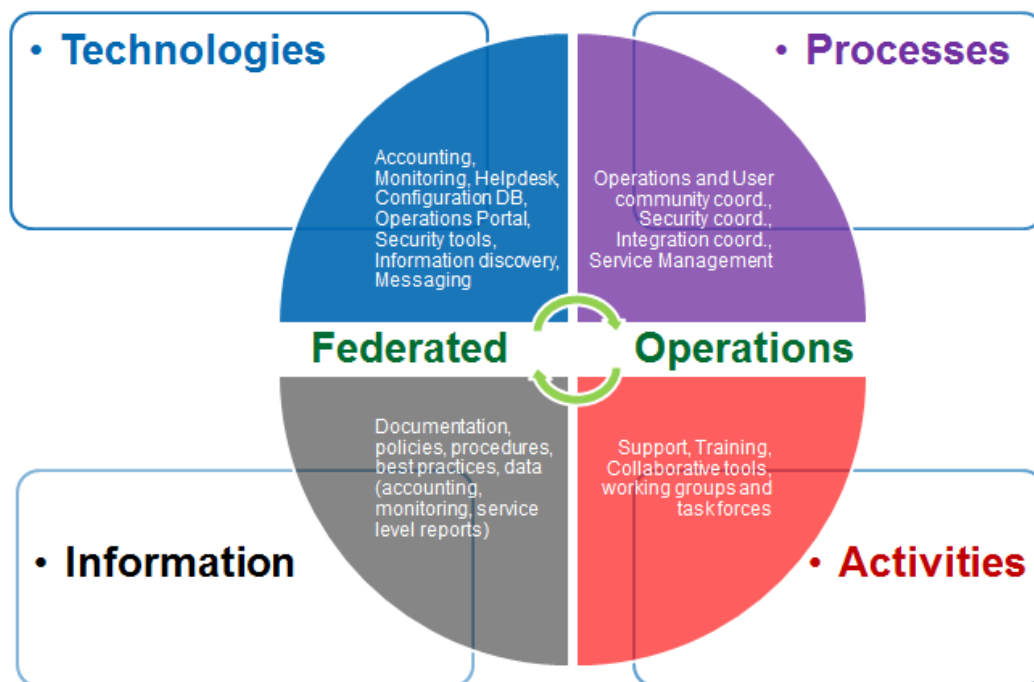 • Technologies
• Processes
Accounting,
Monitoring, Helpdesk,
Configuration DB,
Operations Portal,
Security tools,
Information discovery,
Messaging
Operations and User
community coord.,
Security coord.,
Integration coord.,
Service Management
Federated
Operations
Documentation,
policies, procedures,
best practices, data
(accounting,
monitoring, service
level reports)
Support, Training,
Collaborative tools,
working groups and
task forces
• Information
• Activities